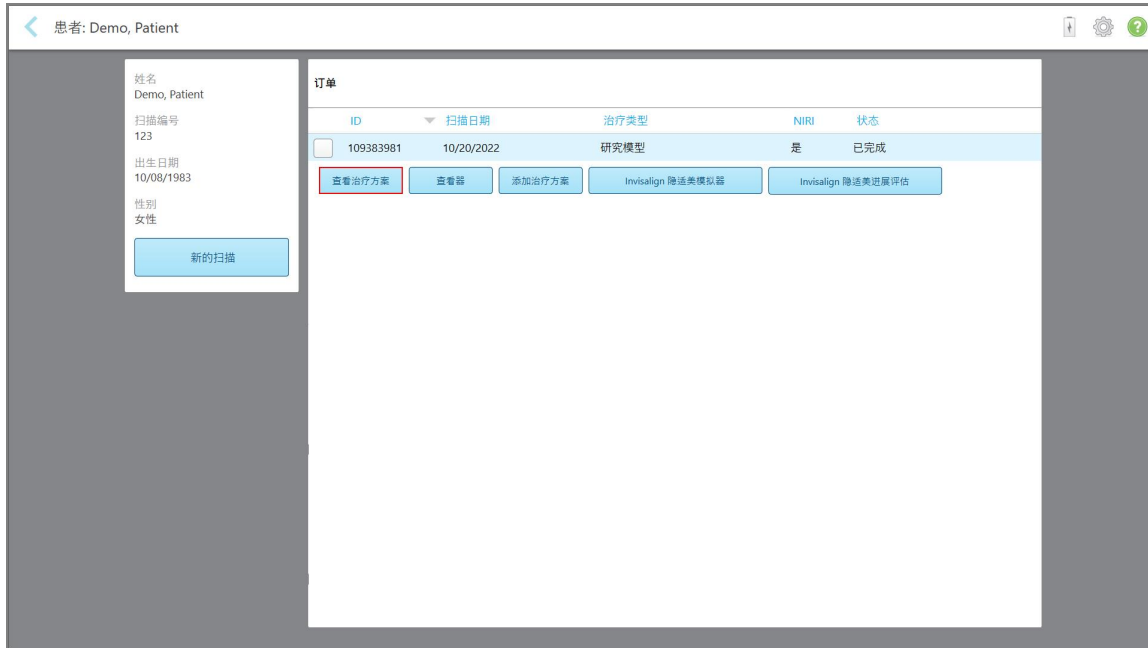 患者: Demo, Patient
姓名
Demo, Patient
扫描编号
123
出生日期
10/08/1983
性别
女性
新的扫描
订单
ID 扫描日期 治疗类型 NIRI 状态
109383981 10/20/2022 研究模型 是 已完成
查看治疗方案 查看器 添加治疗方案 Invisalign 隐适美模拟器 Invisalign 隐适美进展评估